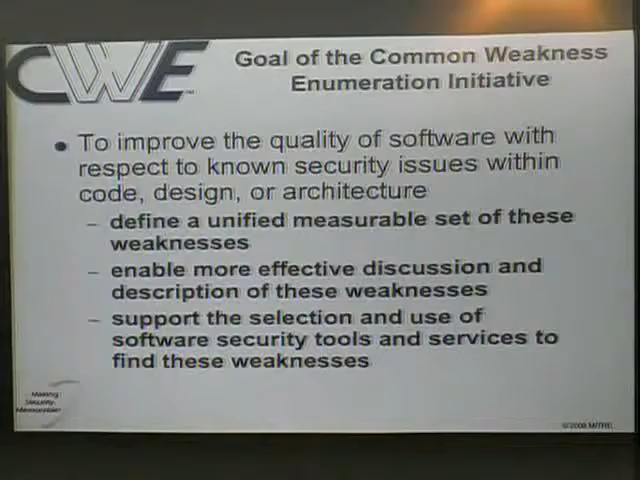 CWE
Goal of the Common Weakness
Enumeration Initiative
• To improve the quality of software with
respect to known security issues within
code, design, or architecture
– define a unified measurable set of these
weaknesses
– enable more effective discussion and
description of these weaknesses
– support the selection and use of
software security tools and services to
find these weaknesses
Making
Security
Measurable
©2008 MITRE